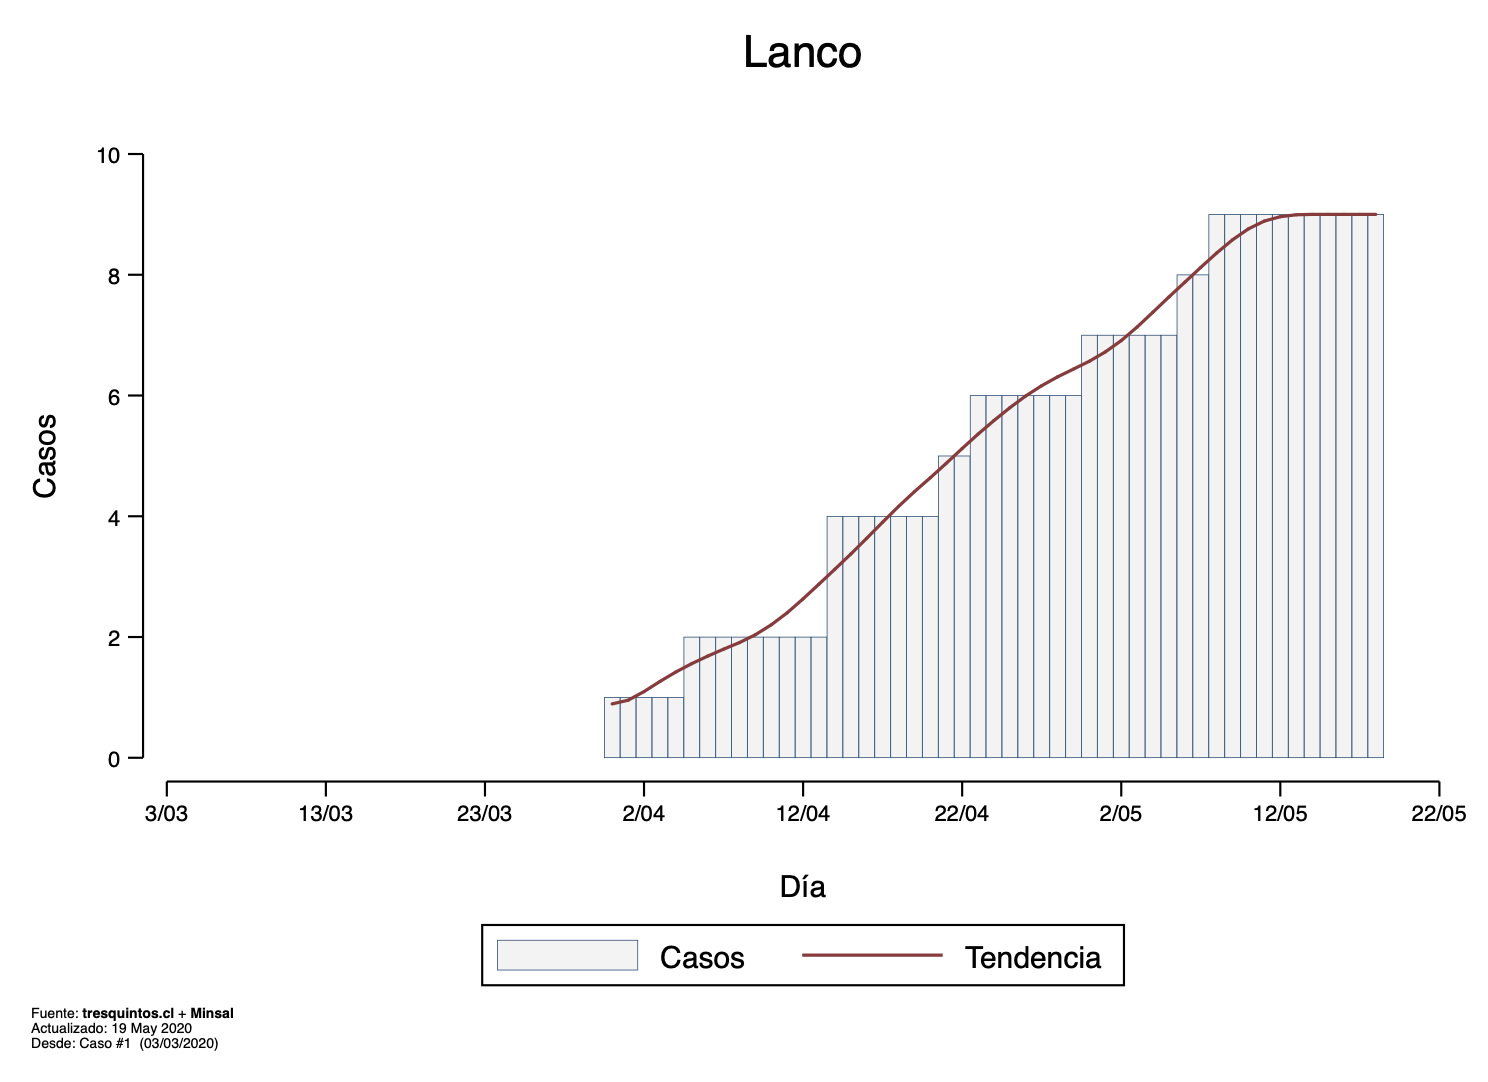 Lanco
10
8
6
4
2
0
Casos
3/03 13/03 23/03 2/04 12/04 22/04 2/05 12/05 22/05
Día
Casos Tendencia
Fuente: tresquintos.cl + Minsal
Actualizado: 19 May 2020
Desde: Caso #1 (03/03/2020)